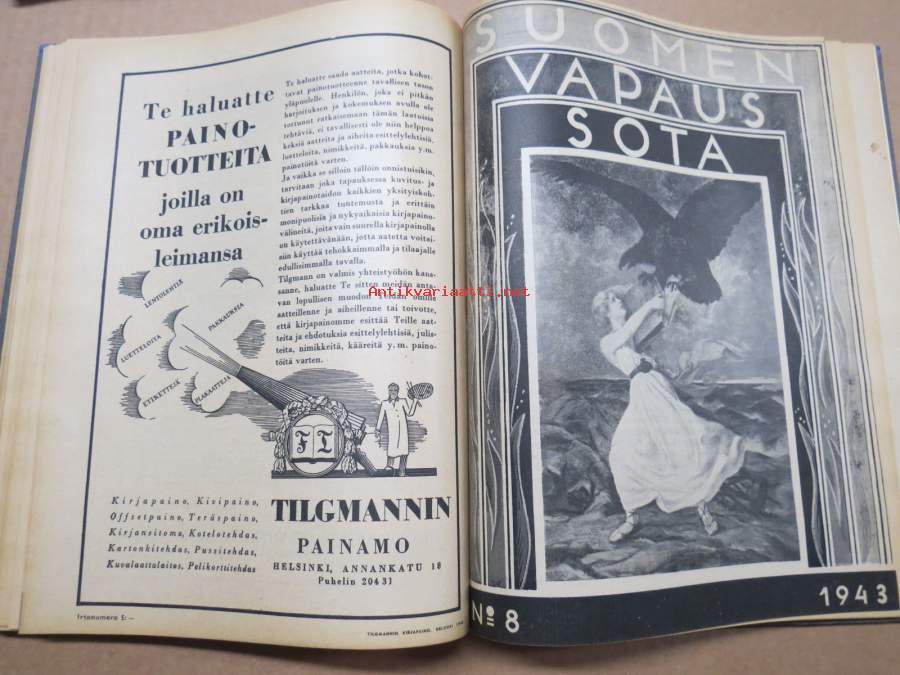 Te haluatte
PAINO-
TUOTTEITA
joilla on
oma erikois-
leimansa
Te haluatte saada aatteita, jotka kohot-
tavat painotuotteenne tavallisen tason
yläpuolelle. Henkilön, joka ei pitkän
harjoituksen ja kokemuksen avulla ole
tottunut ratkaisemaan tämän laatuisia
tehtäviä, ei tavallisesti ole niin helppoa
keksiä aatteita ja aiheita esittelylehtisiä,
luetteloita, nimikkeitä, pakkauksia y.m.
painotöitä varten.
Ja vaikka se silloin tällöin onnistuisikin,
tarvitaan joka tapauksessa kuvitus- ja
kirjapainotaidon kaikkien yksityiskoh-
tien tarkkaa tuntemusta ja erittäin
monipuolisia ja nykyaikaisia kirjapaino-
välineitä, joita vain suurella kirjapainolla
on käytettävänään, jotta aatetta voitai-
siin käyttää tehokkaimmalla ja tilaajalle
edullisimmalla tavalla.
Tilgmann on valmis yhteistyöhön kans-
sanne, haluatte Te sitten meidän anta-
van lopullisen muodon Teidän omille
aatteillenne ja aiheillenne tai toivotte,
että kirjapainomme esittää Teille aat-
teita ja ehdotuksia esittelylehtisiä, julis-
teita, nimikkeitä, kääreitä y.m. paino-
töitä varten.
LENTOLEHTIÄ
PAKKAUKSIA
LUETTELOITA
ETIKETTEJÄ
PLAKAATTEJA
FT
Kirjapaino, Kivipaino,
Offsetpaino, Teräspaino,
Kirjansitomo, Kotelotehdas,
Kartonkitehdas, Pussitehdas,
Kuvalaattalaitos, Pelikorttitehdas
TILGMANNIN
PAINAMO
HELSINKI, ANNANKATU 18
Puhelin 20431
Irtonumero 5:—
TILGMANNIN KIRJAPAINO, HELSINKI
SUOMEN
VAPAUS
SOTA
No 8
1943
Antikvariaatti.net